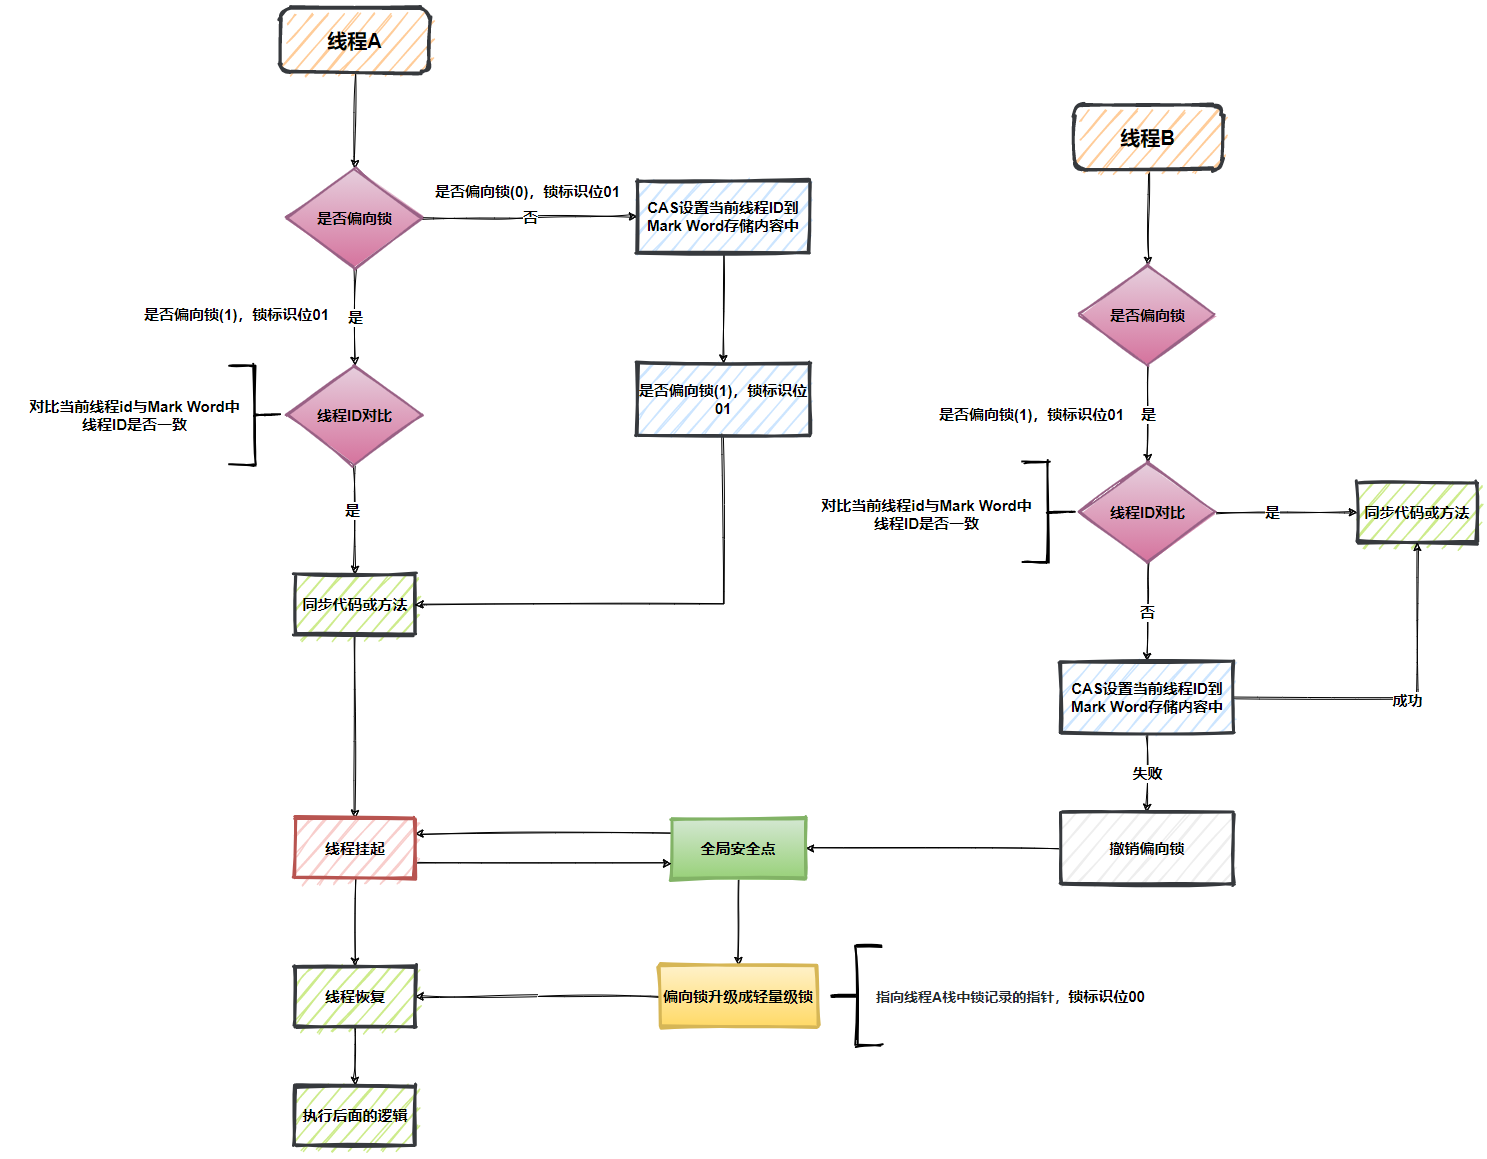 线程A
线程B
是否偏向锁(0)，锁标识位01
是否偏向锁
否
CAS设置当前线程ID到
Mark Word存储内容中
是否偏向锁(1)，锁标识位01
是
是否偏向锁
对比当前线程id与Mark Word中
线程ID是否一致
线程ID对比
是否偏向锁(1)，锁标识位
01
是否偏向锁(1)，锁标识位01
是
是
对比当前线程id与Mark Word中
线程ID是否一致
线程ID对比
是
同步代码或方法
同步代码或方法
否
CAS设置当前线程ID到
Mark Word存储内容中
成功
失败
线程挂起
全局安全点
撤销偏向锁
线程恢复
偏向锁升级成轻量级锁
指向线程A栈中锁记录的指针，锁标识位00
执行后面的逻辑